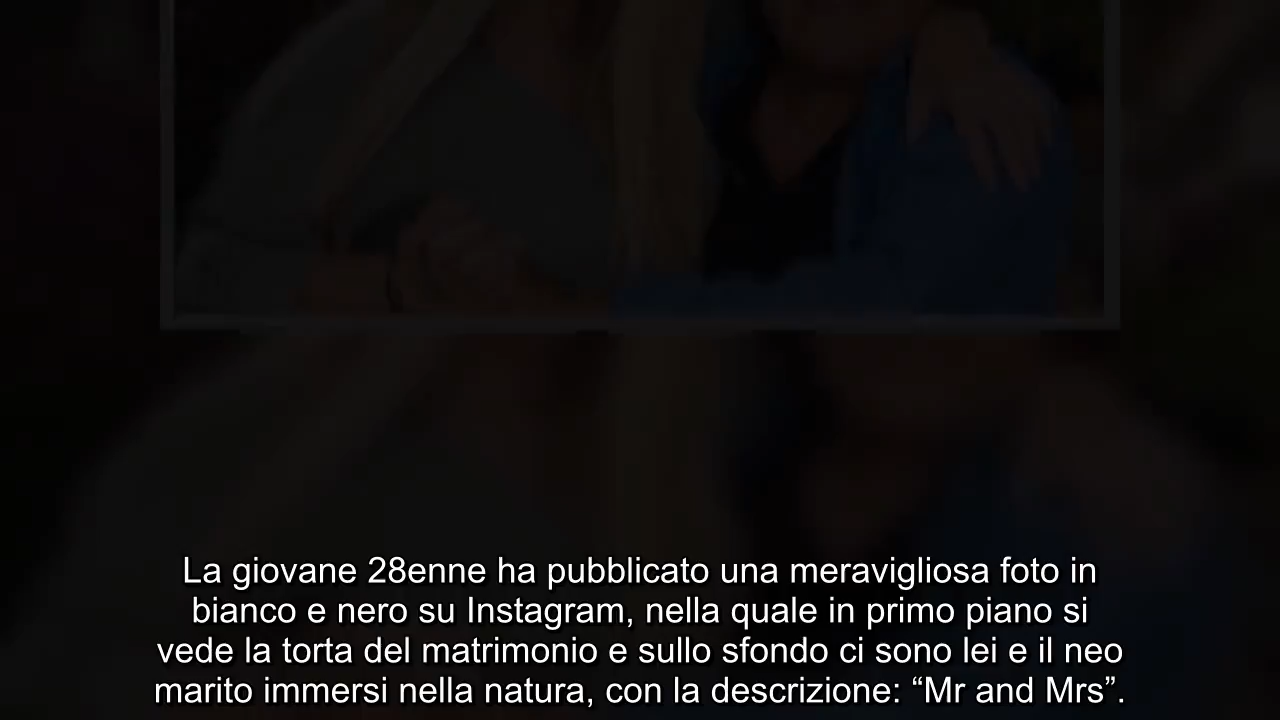 La giovane 28enne ha pubblicato una meravigliosa foto in
bianco e nero su Instagram, nella quale in primo piano si
vede la torta del matrimonio e sullo sfondo ci sono lei e il neo
marito immersi nella natura, con la descrizione: “Mr and Mrs”.